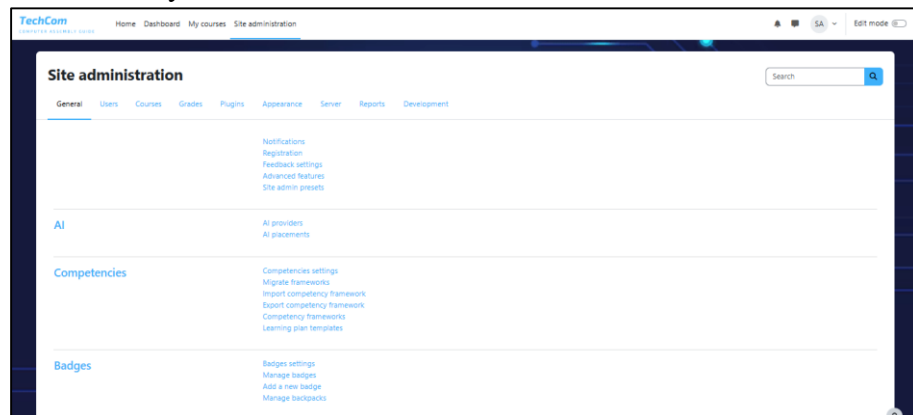 TechCom
COMPUTER ASSEMBLY GUIDE
Home Dashboard My courses Site administration
SA
Edit mode
Site administration
Search
General Users Courses Grades Plugins Appearance Server Reports Development
Notifications
Registration
Feedback settings
Advanced features
Site admin presets
AI
AI providers
AI placements
Competencies
Competencies settings
Migrate frameworks
Import competency framework
Export competency framework
Competency frameworks
Learning plan templates
Badges
Badges settings
Manage badges
Add a new badge
Manage backpacks